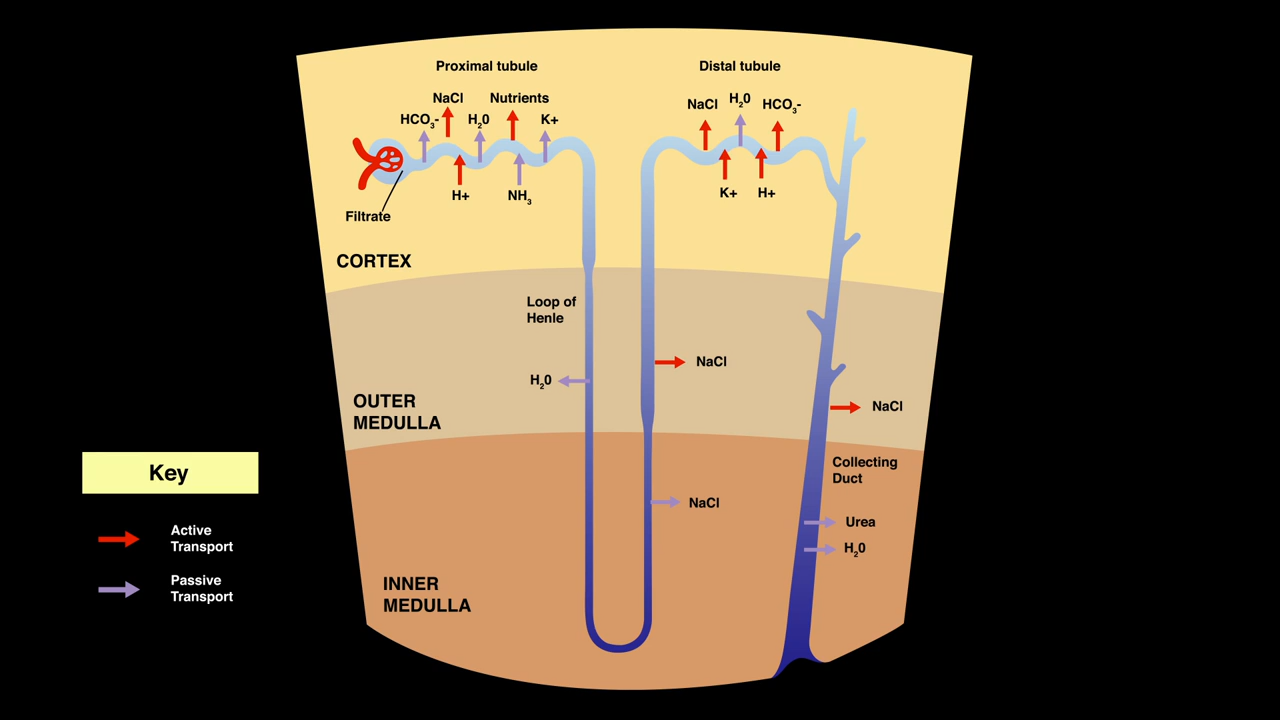 Proximal tubule
Distal tubule
NaCl
Nutrients
HCO₃-
H₂0
K+
NaCl
H₂0
HCO₃-
H+
NH₃
K+
H+
Filtrate
CORTEX
Loop of
Henle
NaCl
H₂0
OUTER
MEDULLA
NaCl
Collecting
Duct
Key
NaCl
Urea
H₂0
Active
Transport
Passive
Transport
INNER
MEDULLA